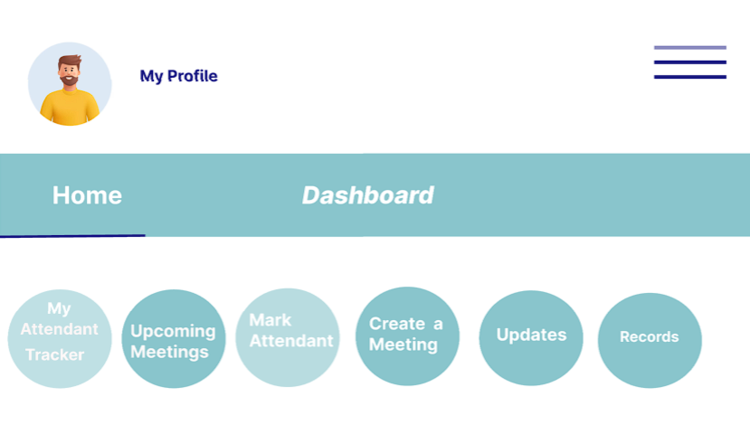 My Profile
Home
Dashboard
My
Attendant
Tracker
Upcoming
Meetings
Mark
Attendant
Create a
Meeting
Updates
Records